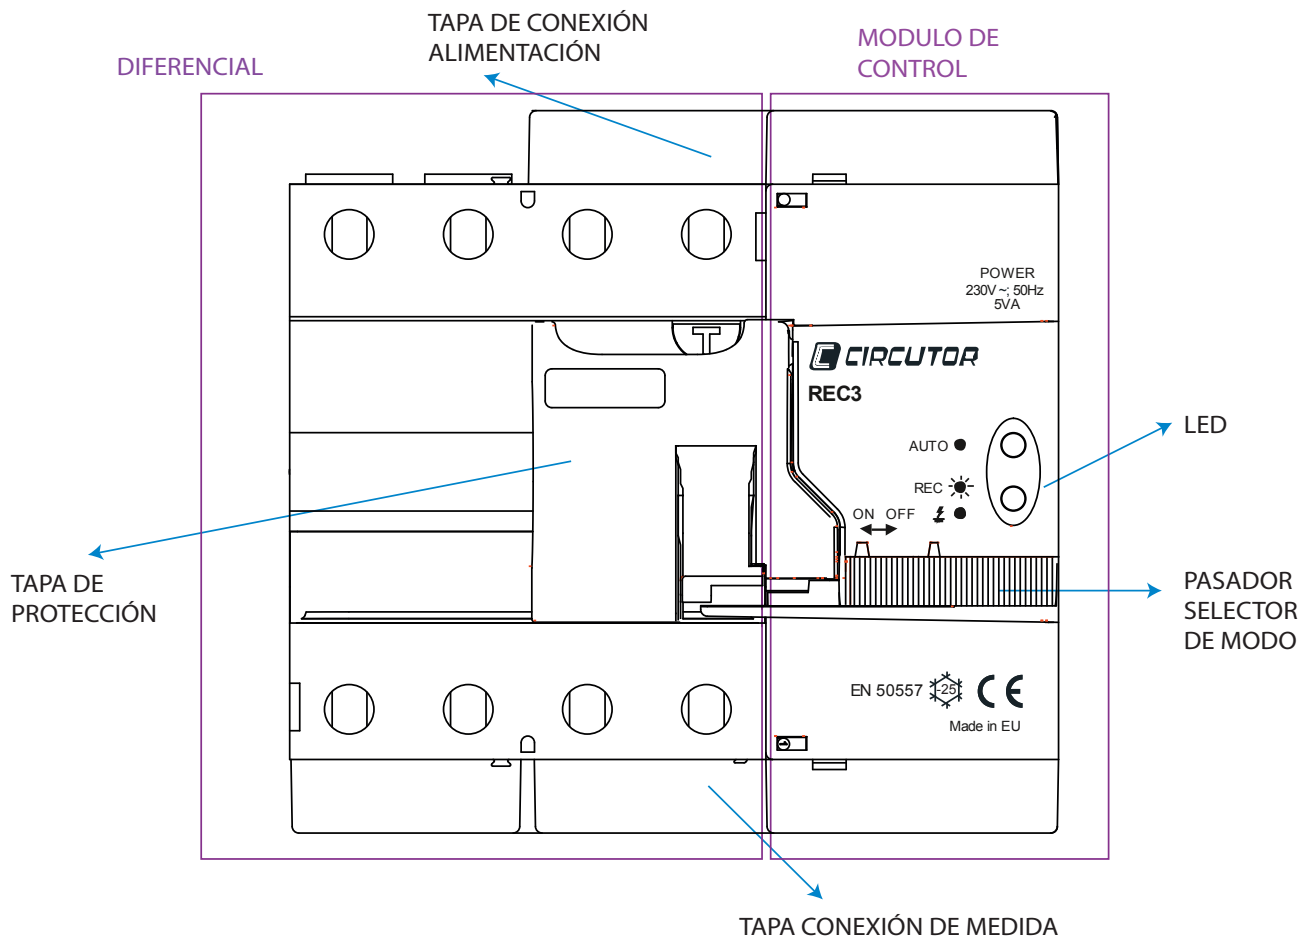 TAPA DE CONEXIÓN
ALIMENTACIÓN
MODULO DE
CONTROL
DIFERENCIAL
POWER
230V ~; 50Hz
5VA
CIRCUTOR
REC3
LED
AUTO
REC
ON OFF
TAPA DE
PROTECCIÓN
PASADOR
SELECTOR
DE MODO
EN 50557
-25
CE
Made in EU
TAPA CONEXIÓN DE MEDIDA